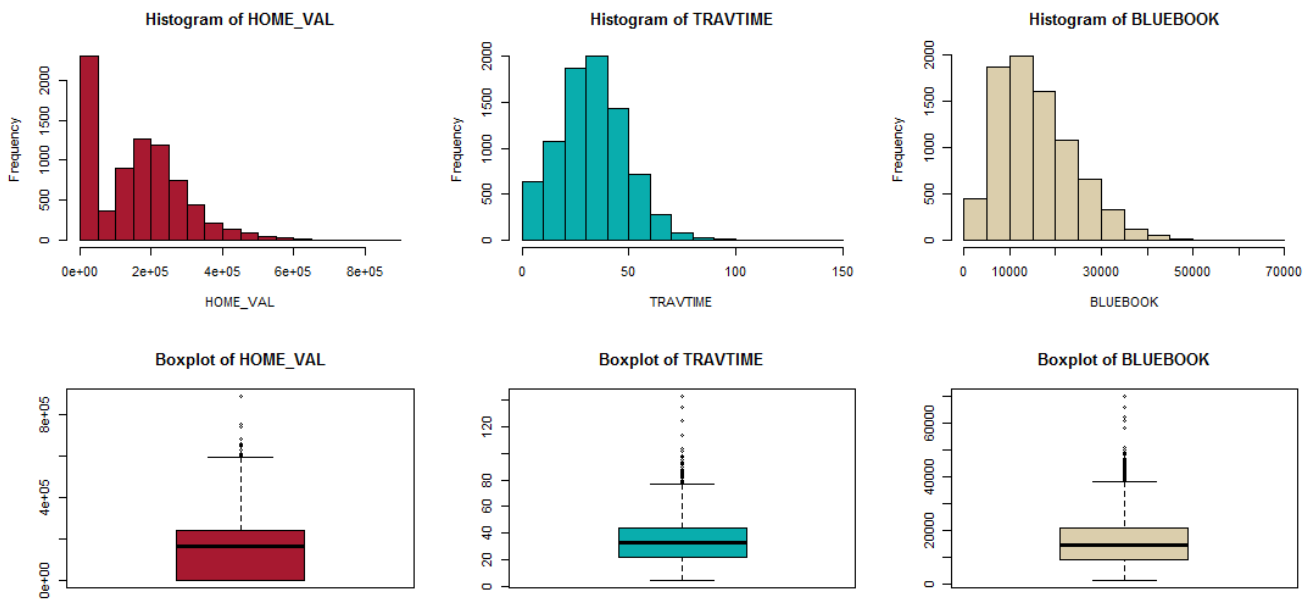 Histogram of HOME_VAL
Frequency
0 500 1000 1500 2000
0e+00 2e+05 4e+05 6e+05 8e+05
HOME_VAL
Histogram of TRAVTIME
Frequency
0 500 1000 1500 2000
0 50 100 150
TRAVTIME
Histogram of BLUEBOOK
Frequency
0 500 1000 1500 2000
0 10000 30000 50000 70000
BLUEBOOK
Boxplot of HOME_VAL
0e+00 4e+05 8e+05
Boxplot of TRAVTIME
0 20 40 60 80 120
Boxplot of BLUEBOOK
0 20000 40000 60000